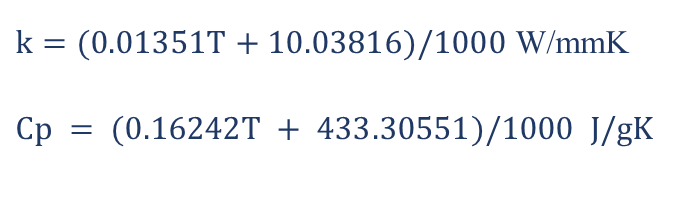 k = (0.01351T + 10.03816)/1000 W/mmK
Cp = (0.16242T + 433.30551)/1000 J/gK